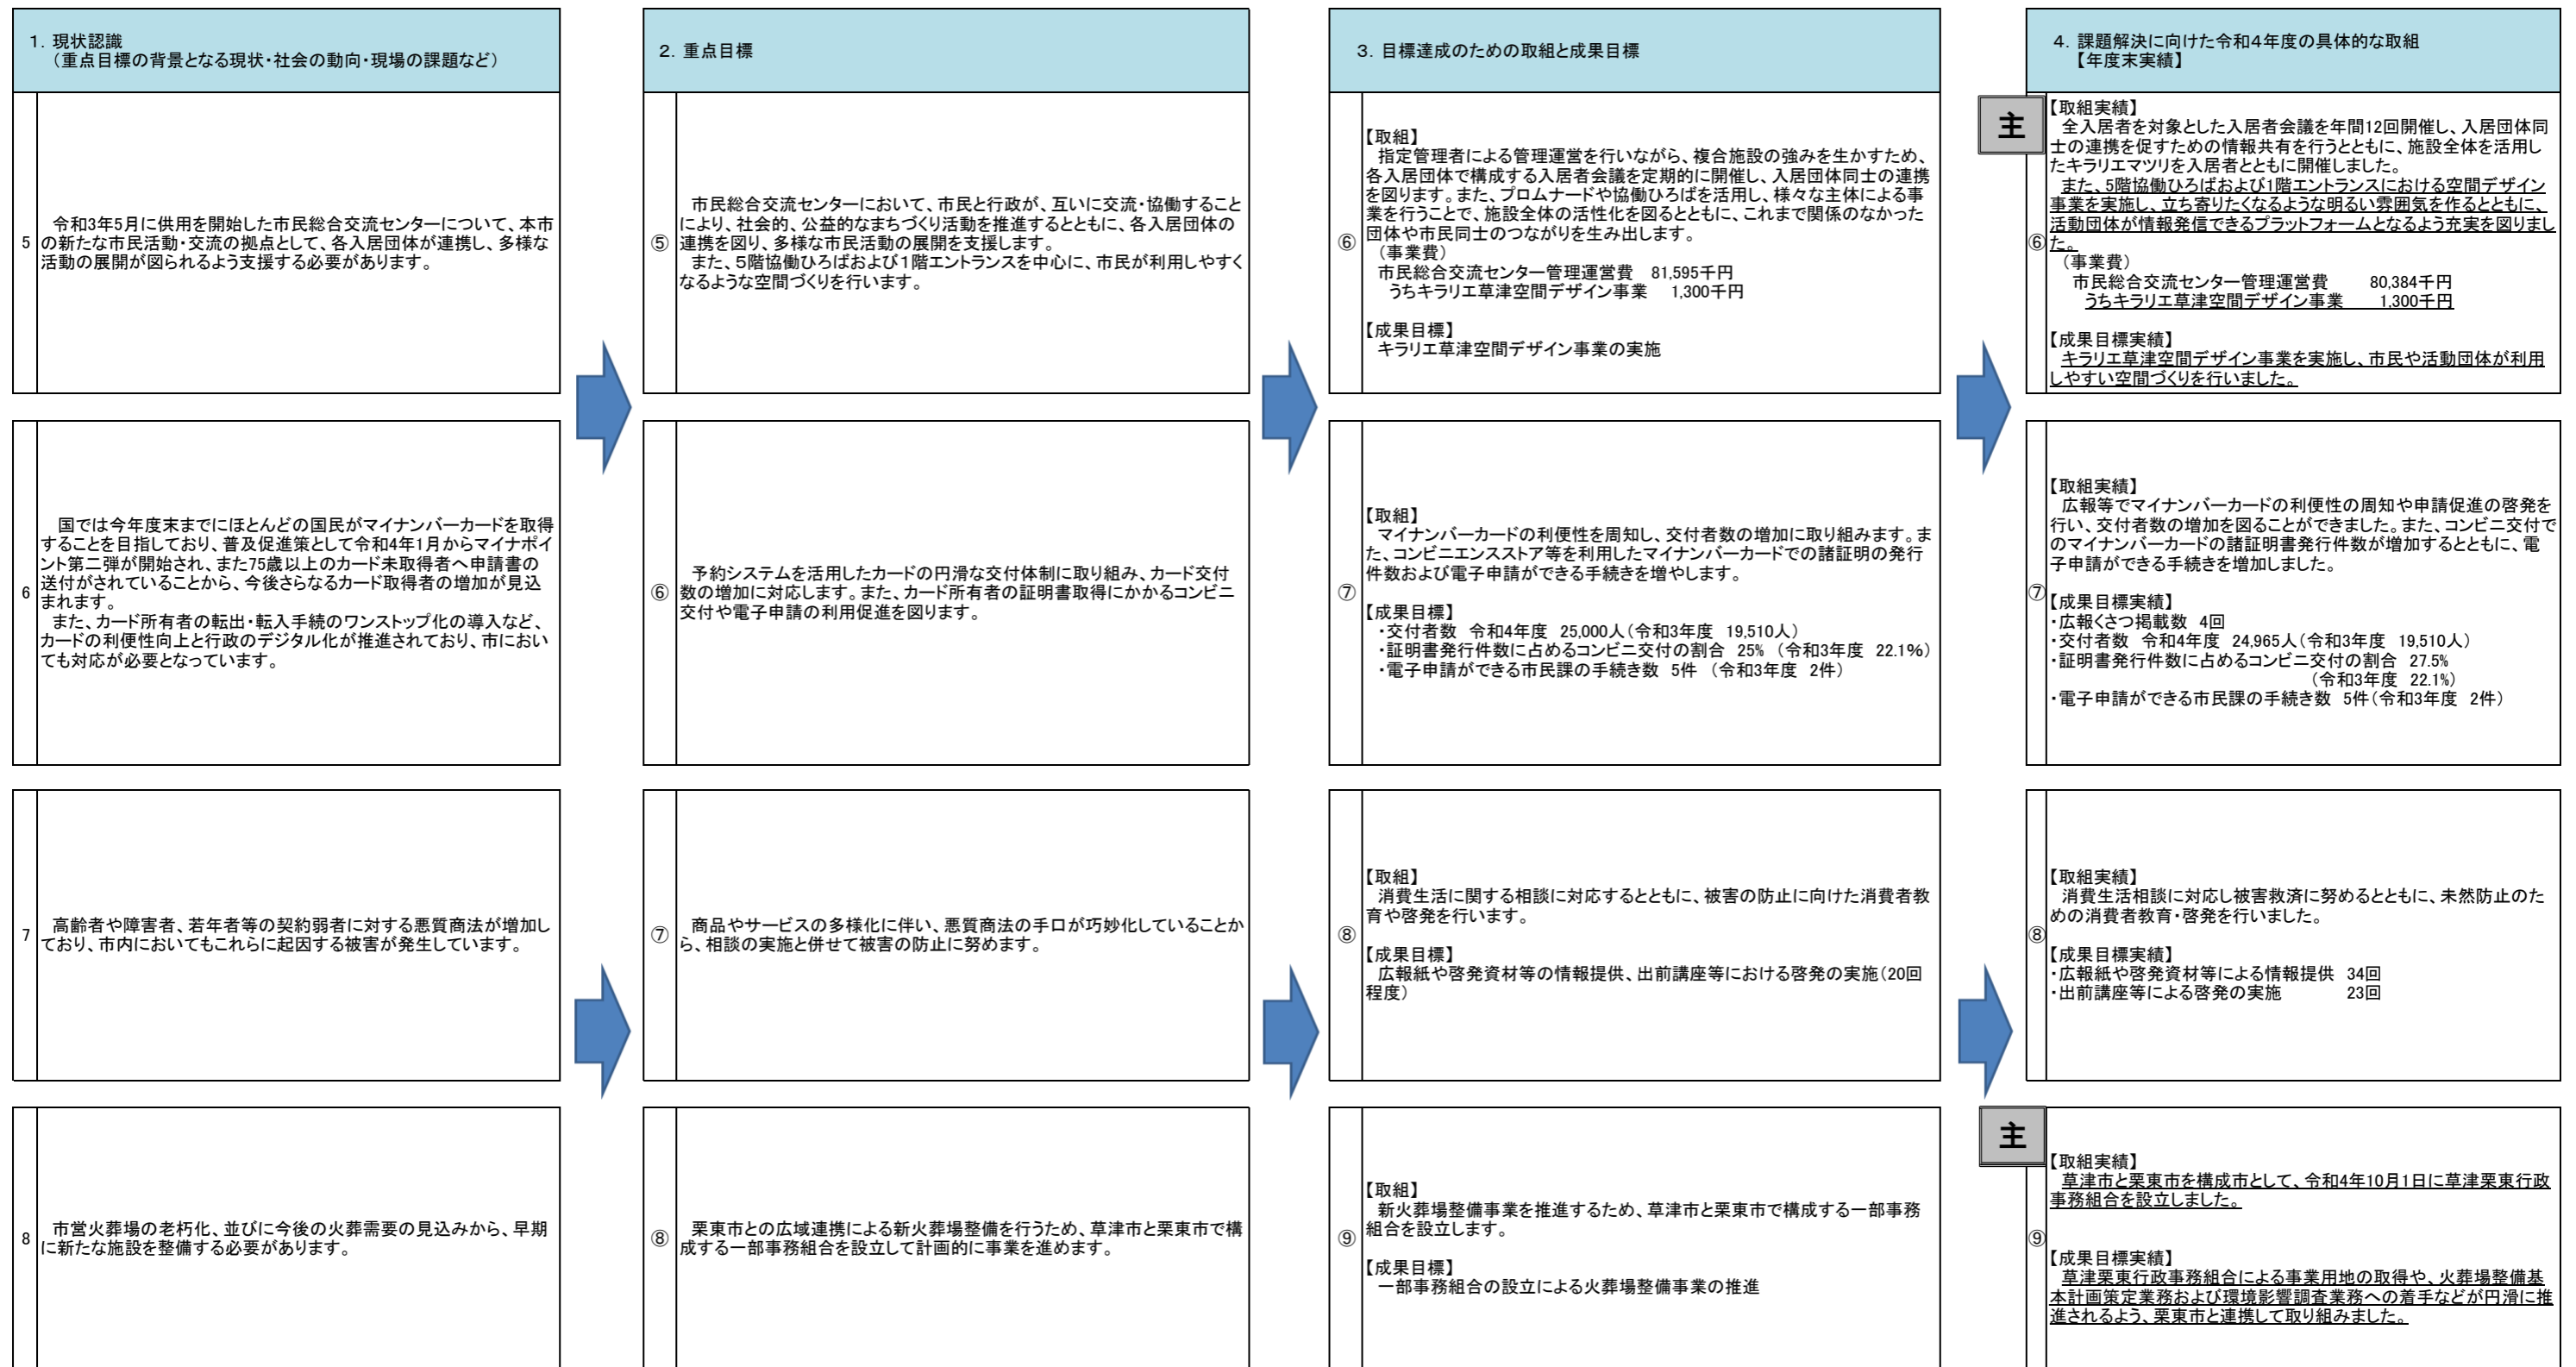 1．現状認識
（重点目標の背景となる現状・社会の動向・現場の課題など）
2．重点目標
3．目標達成のための取組と成果目標
4．課題解決に向けた令和4年度の具体的な取組
【年度末実績】
5
令和3年5月に供用を開始した市民総合交流センターについて、本市
の新たな市民活動・交流の拠点として、各入居団体が連携し、多様な
活動の展開が図られるよう支援する必要があります。
⑤
市民総合交流センターにおいて、市民と行政が、互いに交流・協働すること
により、社会的、公益的なまちづくり活動を推進するとともに、各入居団体の
連携を図り、多様な市民活動の展開を支援します。
また、5階協働ひろばおよび1階エントランスを中心に、市民が利用しやすく
なるような空間づくりを行います。
⑥
【取組】
指定管理者による管理運営を行いながら、複合施設の強みを生かすため、
各入居団体で構成する入居者会議を定期的に開催し、入居団体同士の連携
を図ります。また、プロムナードや協働ひろばを活用し、様々な主体による事
業を行うことで、施設全体の活性化を図るとともに、これまで関係のなかった
団体や市民同士のつながりを生み出します。
（事業費）
市民総合交流センター管理運営費　81,595千円
うちキラリエ草津空間デザイン事業　1,300千円
【成果目標】
キラリエ草津空間デザイン事業の実施
主
⑥
【取組実績】
全入居者を対象とした入居者会議を年間12回開催し、入居団体同
士の連携を促すための情報共有を行うとともに、施設全体を活用し
たキラリエマツリを入居者とともに開催しました。
また、5階協働ひろばおよび1階エントランスにおける空間デザイン
事業を実施し、立ち寄りたくなるような明るい雰囲気を作るとともに、
活動団体が情報発信できるプラットフォームとなるよう充実を図りまし
た。
（事業費）
市民総合交流センター管理運営費　80,384千円
うちキラリエ草津空間デザイン事業　1,300千円
【成果目標実績】
キラリエ草津空間デザイン事業を実施し、市民や活動団体が利用
しやすい空間づくりを行いました。
6
国では今年度末までにほとんどの国民がマイナンバーカードを取得
することを目指しており、普及促進策として令和4年1月からマイナポイ
ント第二弾が開始され、また75歳以上のカード未取得者へ申請書の
送付がされていることから、今後さらなるカード取得者の増加が見込
まれます。
また、カード所有者の転出・転入手続のワンストップ化の導入など、
カードの利便性向上と行政のデジタル化が推進されており、市におい
ても対応が必要となっています。
⑥
予約システムを活用したカードの円滑な交付体制に取り組み、カード交付
数の増加に対応します。また、カード所有者の証明書取得にかかるコンビニ
交付や電子申請の利用促進を図ります。
⑦
【取組】
マイナンバーカードの利便性を周知し、交付者数の増加に取り組みます。ま
た、コンビニエンスストア等を利用したマイナンバーカードでの諸証明の発行
件数および電子申請ができる手続きを増やします。
【成果目標】
・交付者数　令和4年度　25,000人（令和3年度　19,510人）
・証明書発行件数に占めるコンビニ交付の割合　25%　（令和3年度　22.1%）
・電子申請ができる市民課の手続き数　5件　（令和3年度　2件）
⑦
【取組実績】
広報等でマイナンバーカードの利便性の周知や申請促進の啓発を
行い、交付者数の増加を図ることができました。また、コンビニ交付で
のマイナンバーカードの諸証明書発行件数が増加するとともに、電
子申請ができる手続きを増加しました。
【成果目標実績】
・広報くさつ掲載数　4回
・交付者数　令和4年度　24,965人（令和3年度　19,510人）
・証明書発行件数に占めるコンビニ交付の割合　27.5%
（令和3年度　22.1%）
・電子申請ができる市民課の手続き数　5件（令和3年度　2件）
7
高齢者や障害者、若年者等の契約弱者に対する悪質商法が増加し
ており、市内においてもこれらに起因する被害が発生しています。
⑦
商品やサービスの多様化に伴い、悪質商法の手口が巧妙化していることか
ら、相談の実施と併せて被害の防止に努めます。
⑧
【取組】
消費生活に関する相談に対応するとともに、被害の防止に向けた消費者教
育や啓発を行います。
【成果目標】
広報紙や啓発資材等の情報提供、出前講座等における啓発の実施（20回
程度）
⑧
【取組実績】
消費生活相談に対応し被害救済に努めるとともに、未然防止のた
めの消費者教育・啓発を行いました。
【成果目標実績】
・広報紙や啓発資材等による情報提供　34回
・出前講座等による啓発の実施　23回
8
市営火葬場の老朽化、並びに今後の火葬需要の見込みから、早期
に新たな施設を整備する必要があります。
⑧
栗東市との広域連携による新火葬場整備を行うため、草津市と栗東市で構
成する一部事務組合を設立して計画的に事業を進めます。
⑨
【取組】
新火葬場整備事業を推進するため、草津市と栗東市で構成する一部事務
組合を設立します。
【成果目標】
一部事務組合の設立による火葬場整備事業の推進
主
⑨
【取組実績】
草津市と栗東市を構成市として、令和4年10月1日に草津栗東行政
事務組合を設立しました。
【成果目標実績】
草津栗東行政事務組合による事業用地の取得や、火葬場整備基
本計画策定業務および環境影響調査業務への着手などが円滑に推
進されるよう、栗東市と連携して取り組みました。